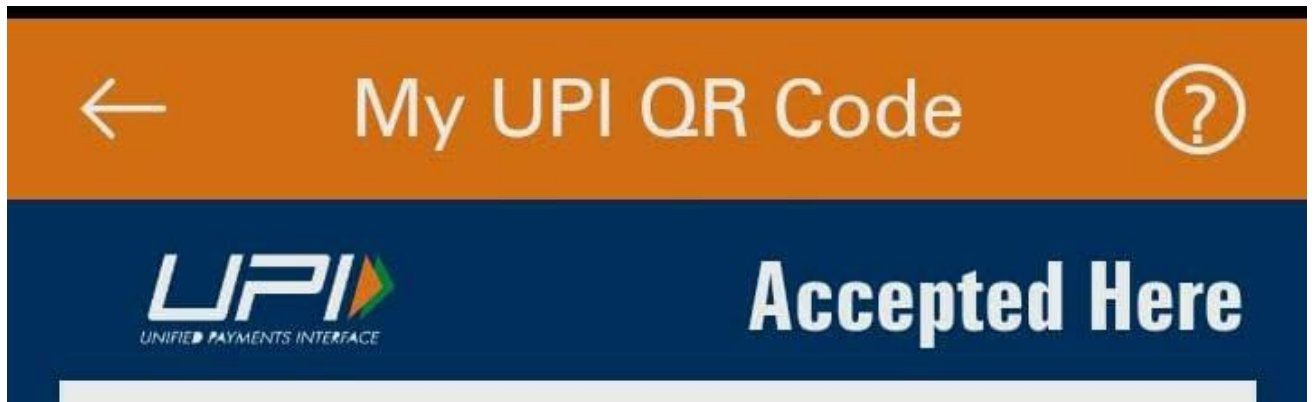 My UPI QR Code
UPI
UNIFIED PAYMENTS INTERFACE
Accepted Here